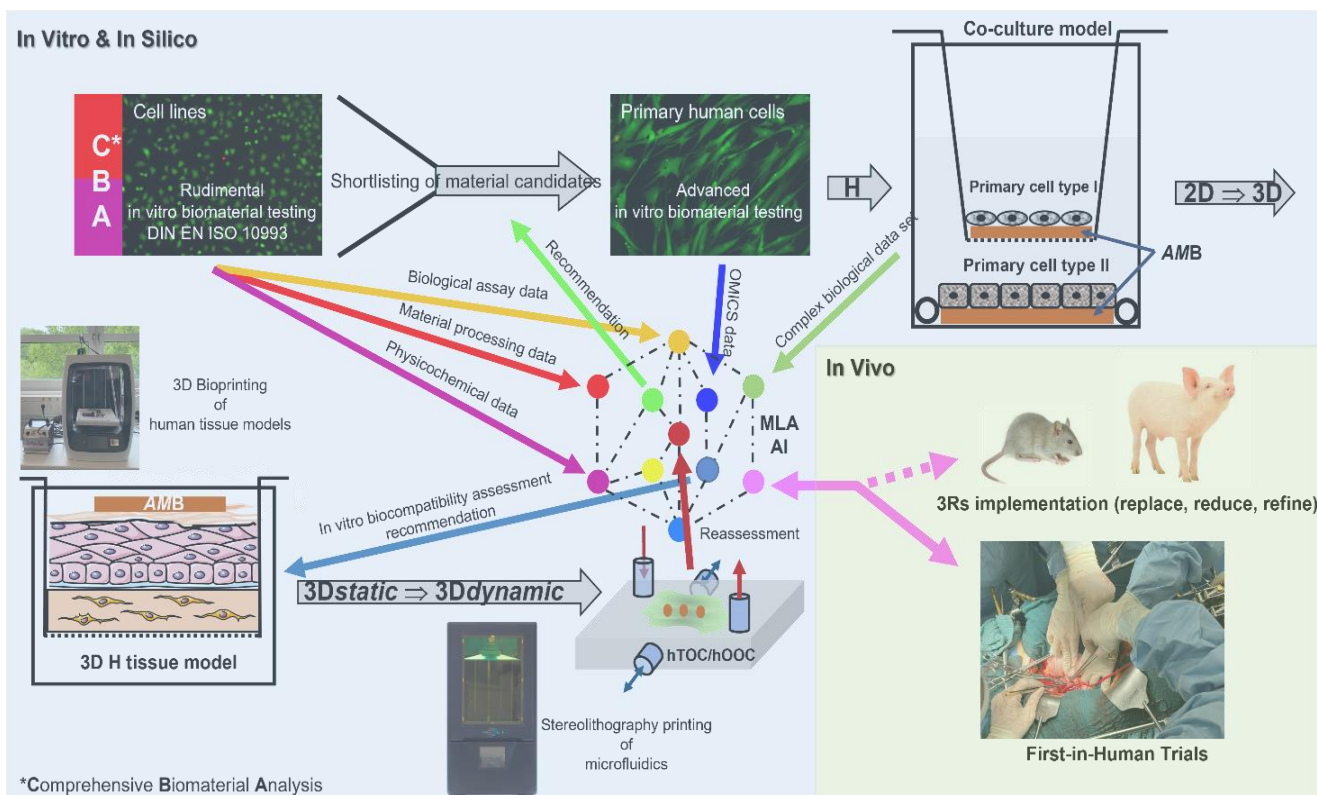 In Vitro & In Silico
Cell lines
C*
B
A
Rudimental
in vitro biomaterial testing
DIN EN ISO 10993
Shortlisting of material candidates
Primary human cells
Advanced
in vitro biomaterial testing
H
Co-culture model
Primary cell type I
Primary cell type II
AMB
2D ⇒ 3D
Recommendation
Biological assay data
Material processing data
Physicochemical data
OMICS data
Complex biological data set
MLA
AI
3D Bioprinting
of
human tissue models
In vitro biocompatibility assessment
recommendation
Reassessment
AMB
3D H tissue model
3Dstatic ⇒ 3Ddynamic
hTOC/hOOC
Stereolithography printing
of
microfluidics
In Vivo
3Rs implementation (replace, reduce, refine)
First-in-Human Trials
*Comprehensive Biomaterial Analysis